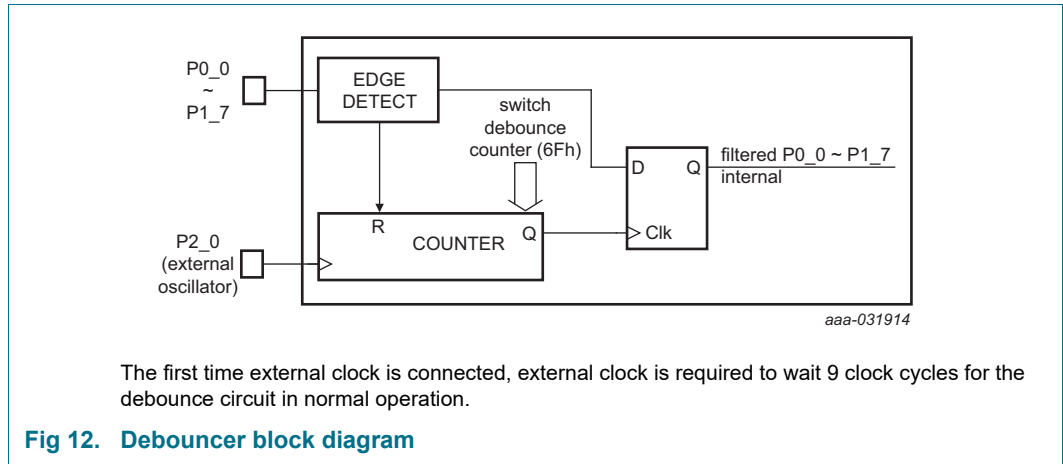 P0_0
~
P1_7
EDGE
DETECT
switch
debounce
counter (6Fh)
D
Q
filtered P0_0 ~ P1_7
internal
Clk
R
COUNTER
Q
P2_0
(external
oscillator)
aaa-031914
The first time external clock is connected, external clock is required to wait 9 clock cycles for the
debounce circuit in normal operation.
Fig 12. Debouncer block diagram